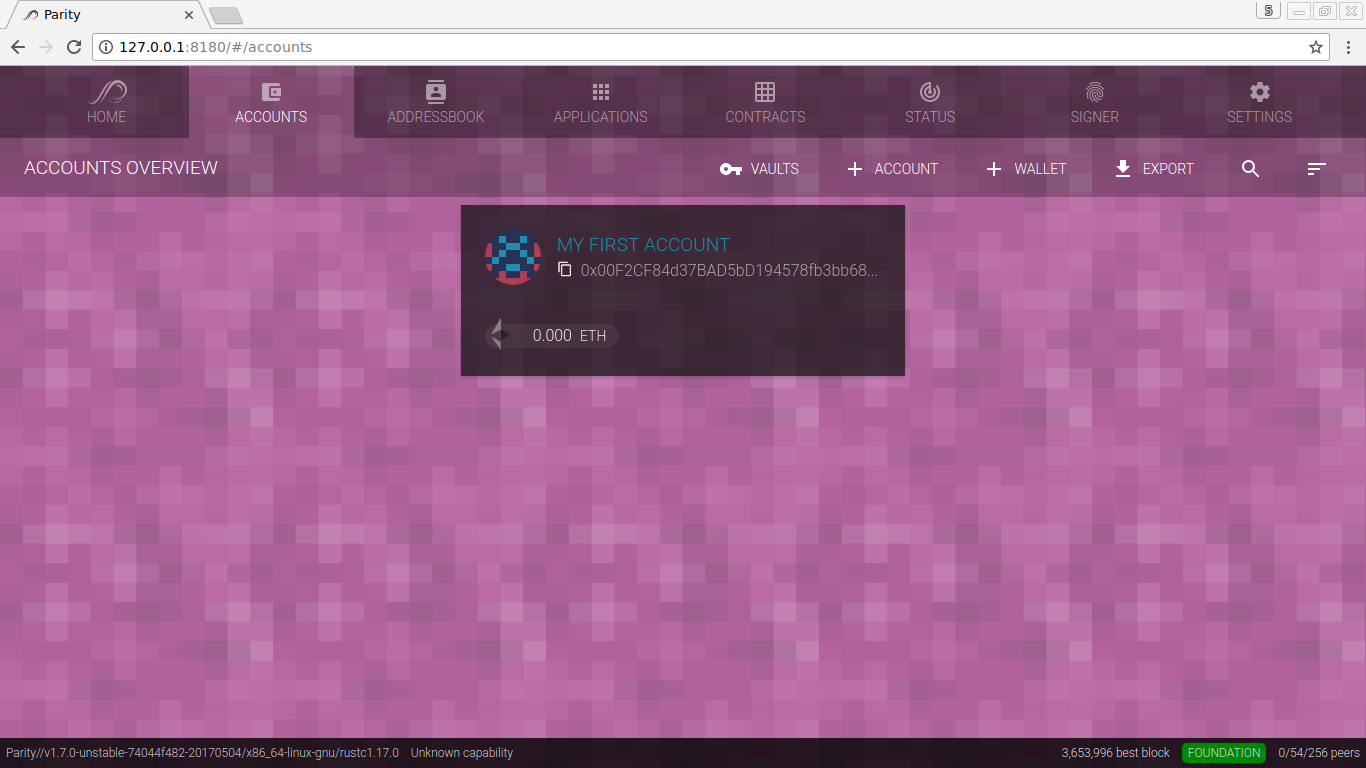 Parity
5
127.0.0.1:8180/#/accounts
HOME ACCOUNTS ADDRESSBOOK APPLICATIONS CONTRACTS STATUS SIGNER SETTINGS
ACCOUNTS OVERVIEW VAULTS ACCOUNT WALLET EXPORT
MY FIRST ACCOUNT
0x00F2CF84d37BAD5bD194578fb3bb68...
0.000 ETH
Parity//v1.7.0-unstable-74044f482-20170504/x86_64-linux-gnu/rustc1.17.0 Unknown capability 3,653,996 best block FOUNDATION 0/54/256 peers